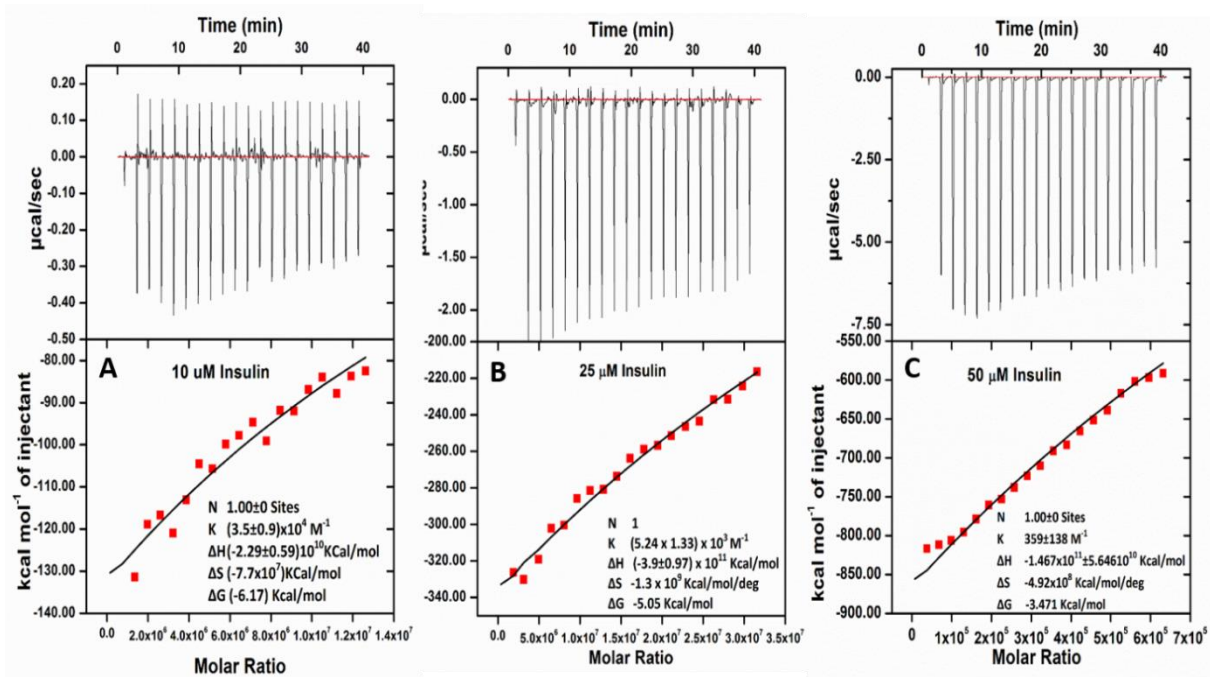 Time (min)
0 10 20 30 40
0.20
0.10
0.00
-0.10
-0.20
-0.30
-0.40
-0.50
µcal/sec
-80.00
-90.00
-100.00
-110.00
-120.00
-130.00
-140.00
kcal mol⁻¹ of injectant
A
10 uM Insulin
N 1.00±0 Sites
K (3.5±0.9)x10⁴ M⁻¹
ΔH(-2.29±0.59)10¹⁰KCal/mol
ΔS(-7.7x10⁷)KCal/mol
ΔG (-6.17) Kcal/mol
0.0 2.0x10⁶ 4.0x10⁶ 6.0x10⁶ 8.0x10⁶ 1.0x10⁷ 1.2x10⁷ 1.4x10⁷
Molar Ratio
Time (min)
0 10 20 30 40
0.00
-0.50
-1.00
-1.50
-2.00
µcal/sec
-200.00
-220.00
-240.00
-260.00
-280.00
-300.00
-320.00
-340.00
B
25 µM Insulin
N 1
K (5.24 x 1.33) x 10³ M⁻¹
ΔH (-3.9±0.97) x 10¹¹ Kcal/mol
ΔS -1.3 x 10⁹ Kcal/mol/deg
ΔG -5.05 Kcal/mol
0.0 5.0x10⁶ 1.0x10⁷ 1.5x10⁷ 2.0x10⁷ 2.5x10⁷ 3.0x10⁷ 3.5x10⁷
Molar Ratio
Time (min)
0 10 20 30 40
0.00
-2.50
-5.00
-7.50
µcal/sec
-550.00
-600.00
-650.00
-700.00
-750.00
-800.00
-850.00
-900.00
kcal mol⁻¹ of injectant
C
50 µM Insulin
N 1.00±0 Sites
K 359±138 M⁻¹
ΔH -1.467x10¹¹±5.64610¹⁰ Kcal/mol
ΔS -4.92x10⁸ Kcal/mol/deg
ΔG -3.471 Kcal/mol
0 1x10⁵ 2x10⁵ 3x10⁵ 4x10⁵ 5x10⁵ 6x10⁵ 7x10⁵
Molar Ratio